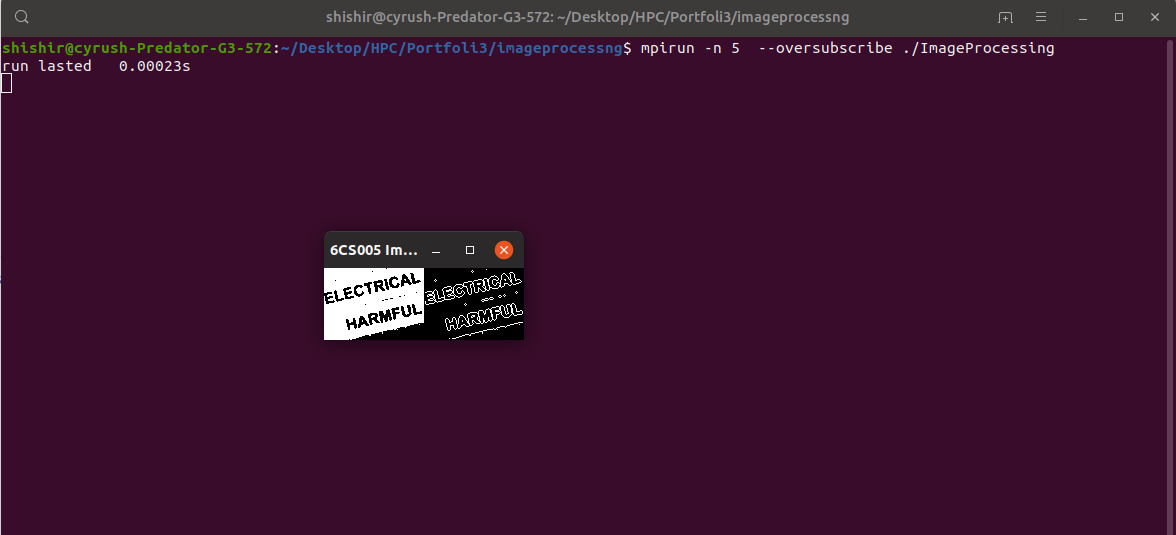 shishir@cyrush-Predator-G3-572: ~/Desktop/HPC/Portfoli3/imageprocessng
shishir@cyrush-Predator-G3-572:~/Desktop/HPC/Portfoli3/imageprocessng$ mpirun -n 5  --oversubscribe ./ImageProcessing
run lasted   0.00023s
6CS005 Im...
ELECTRICAL ELECTRICAL
HARMFUL HARMFUL